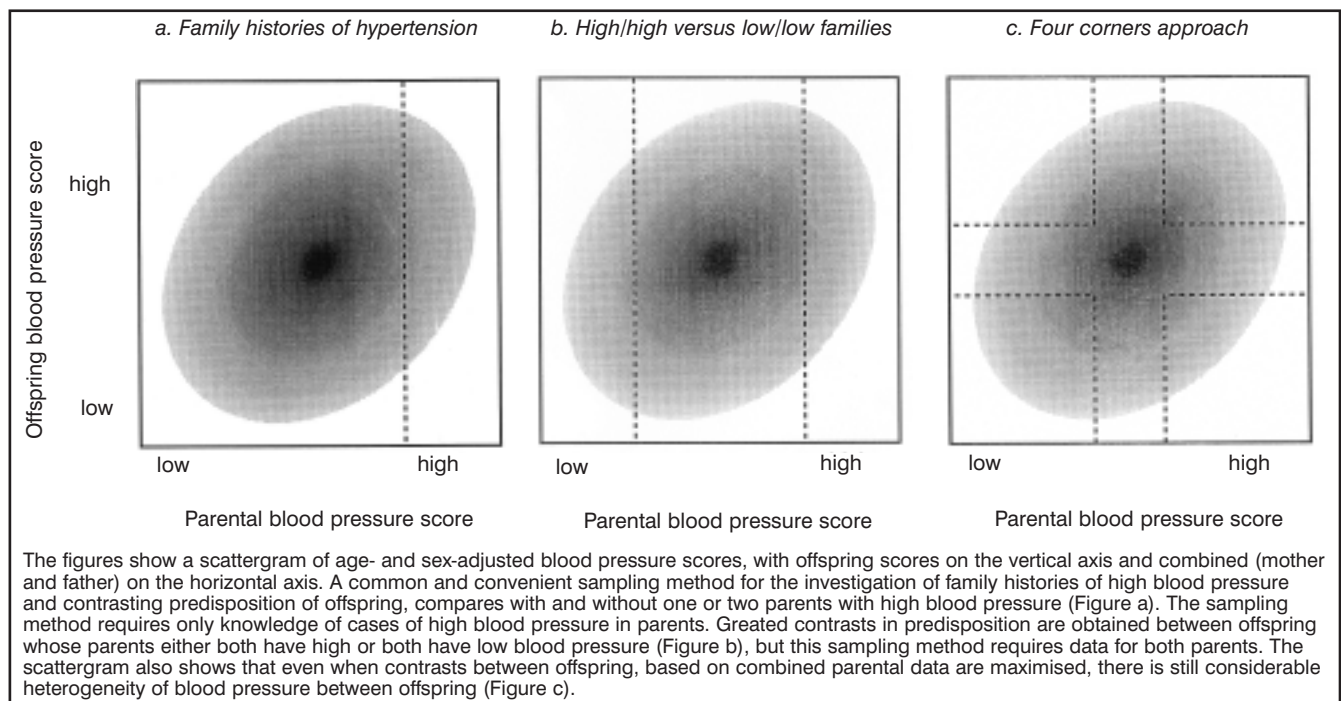 a. Family histories of hypertension
b. High/high versus low/low families
c. Four corners approach
Offspring blood pressure score
high
low
low
high
low
high
low
high
Parental blood pressure score
Parental blood pressure score
Parental blood pressure score
The figures show a scattergram of age- and sex-adjusted blood pressure scores, with offspring scores on the vertical axis and combined (mother
and father) on the horizontal axis. A common and convenient sampling method for the investigation of family histories of high blood pressure
and contrasting predisposition of offspring, compares with and without one or two parents with high blood pressure (Figure a). The sampling
method requires only knowledge of cases of high blood pressure in parents. Greated contrasts in predisposition are obtained between offspring
whose parents either both have high or both have low blood pressure (Figure b), but this sampling method requires data for both parents. The
scattergram also shows that even when contrasts between offspring, based on combined parental data are maximised, there is still considerable
heterogeneity of blood pressure between offspring (Figure c).